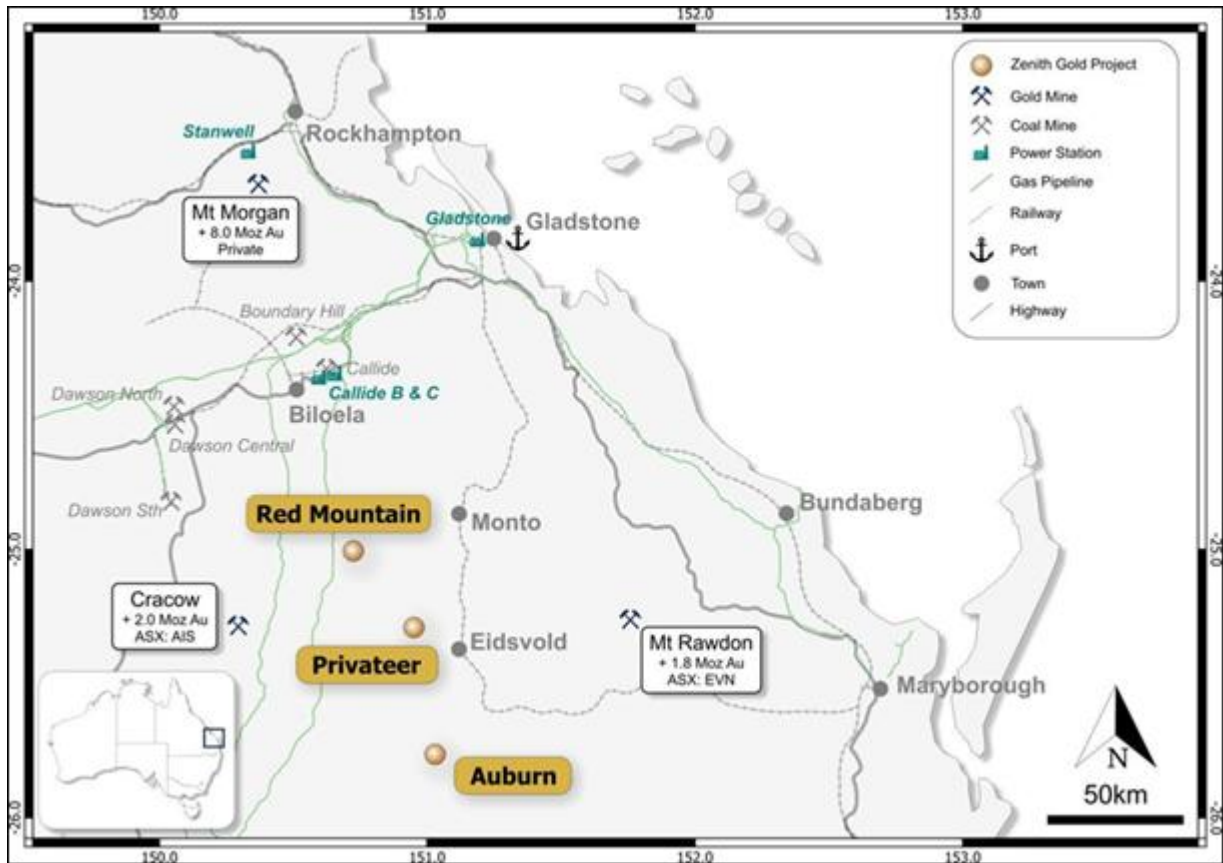 150.0 151.0 152.0 153.0
Zenith Gold Project
Gold Mine
Coal Mine
Power Station
Gas Pipeline
Railway
Port
Town
Highway
Stanwell
Rockhampton
Mt Morgan
+ 8.0 Moz Au
Private
Gladstone
Gladstone
-24.0
-24.0
Boundary Hill
Callide
Callide B & C
Biloela
Dawson North
Dawson Central
Dawson Sth
Red Mountain
Monto
Bundaberg
-25.0
-25.0
Cracow
+ 2.0 Moz Au
ASX: AIS
Privateer
Eidsvold
Mt Rawdon
+ 1.8 Moz Au
ASX: EVN
Maryborough
Auburn
N
50km
-26.0
-26.0
150.0 151.0 152.0 153.0